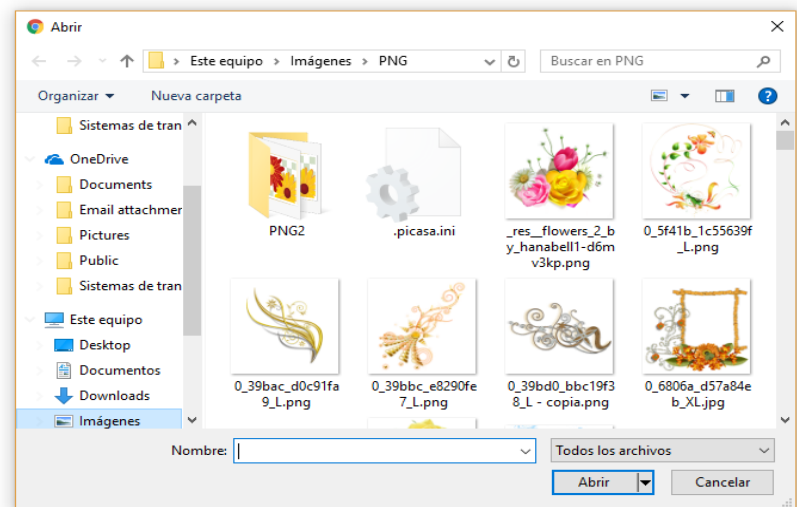 Abrir
Este equipo > Imágenes > PNG
Buscar en PNG
Organizar
Nueva carpeta
Sistemas de tran
OneDrive
Documents
Email attachmer
Pictures
Public
Sistemas de tran
Este equipo
Desktop
Documentos
Downloads
Imágenes
PNG2
.picasa.ini
_res__flowers_2_b
y_hanabell1-d6m
v3kp.png
0_5f41b_1c55639f
_L.png
0_39bac_d0c91fa
9_L.png
0_39bbc_e8290fe
7_L.png
0_39bd0_bbc19f3
8_L - copia.png
0_6806a_d57a84e
b_XL.jpg
Nombre:
Todos los archivos
Abrir
Cancelar